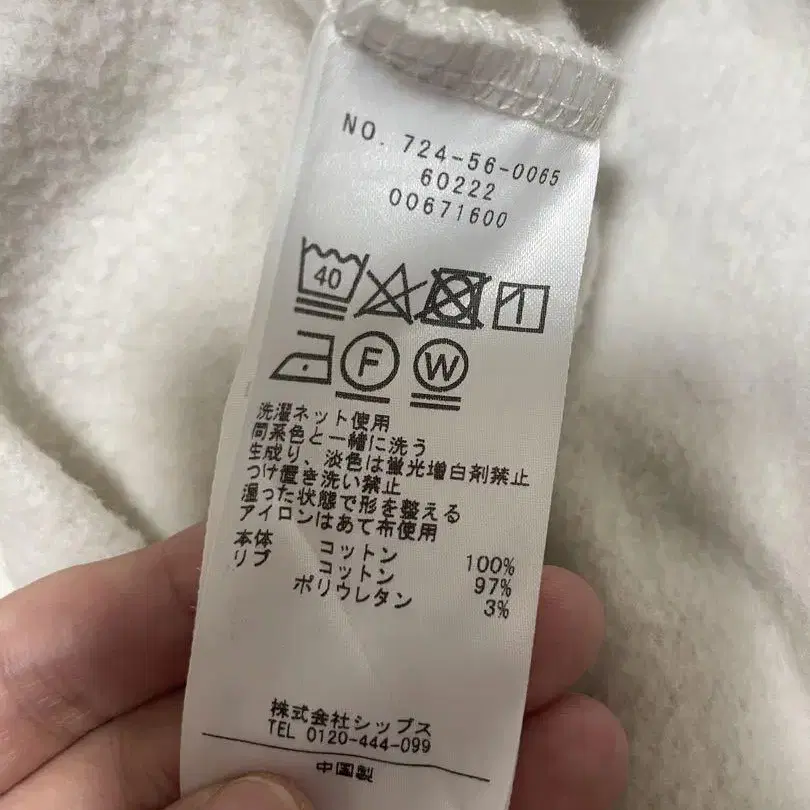 NO. 724-56-0065
60222
00671600
40
F W
洗濯ネット使用
同系色と一緒に洗う
生成り、淡色は蛍光増白剤禁止
つけ置き洗い禁止
湿った状態で形を整える
アイロンはあて布使用
本体 コットン 100%
リブ コットン 97%
ポリウレタン 3%
株式会社シップス
TEL 0120-444-099
中国製